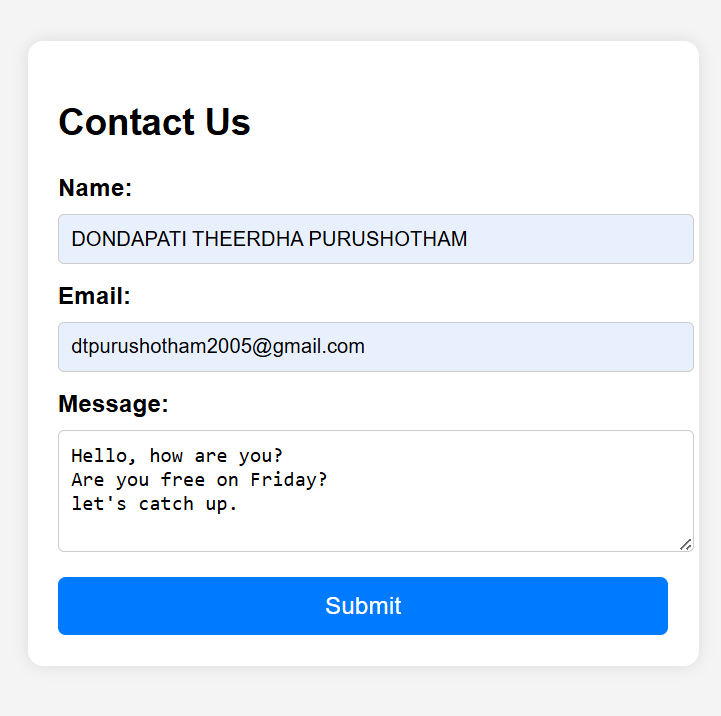 Contact Us
Name:
DONDAPATI THEERDHA PURUSHOTHAM
Email:
dtpurushotham2005@gmail.com
Message:
Hello, how are you?
Are you free on Friday?
let's catch up.
Submit